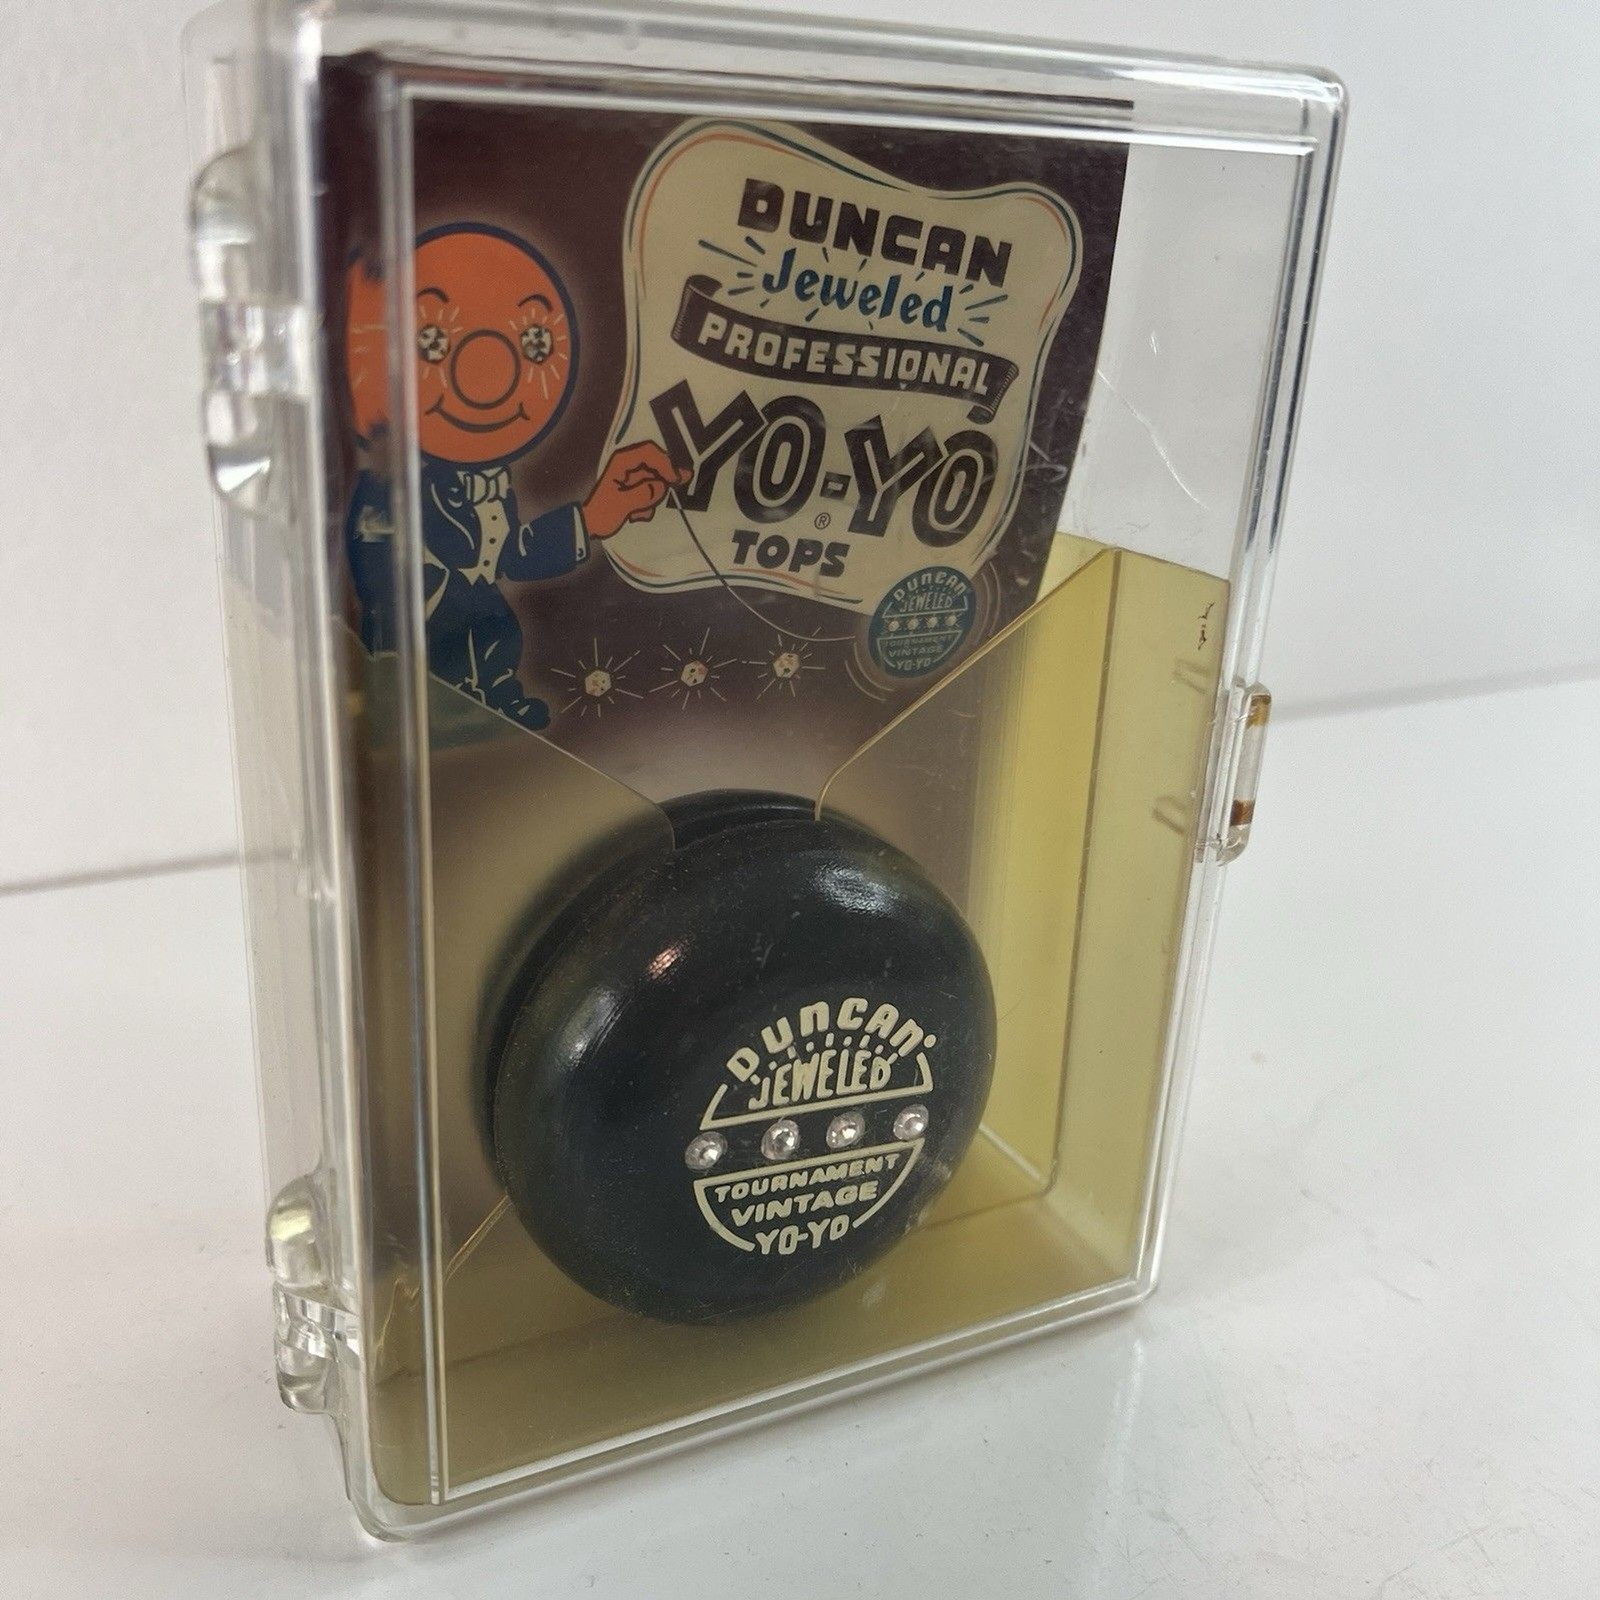 DUNCAN
Jeweled
PROFESSIONAL
YO-YO
®
TOPS
DUNCAN
JEWELED
TOURNAMENT
VINTAGE
YO-YO
DUNCAN
JEWELED
TOURNAMENT
VINTAGE
YO-YO